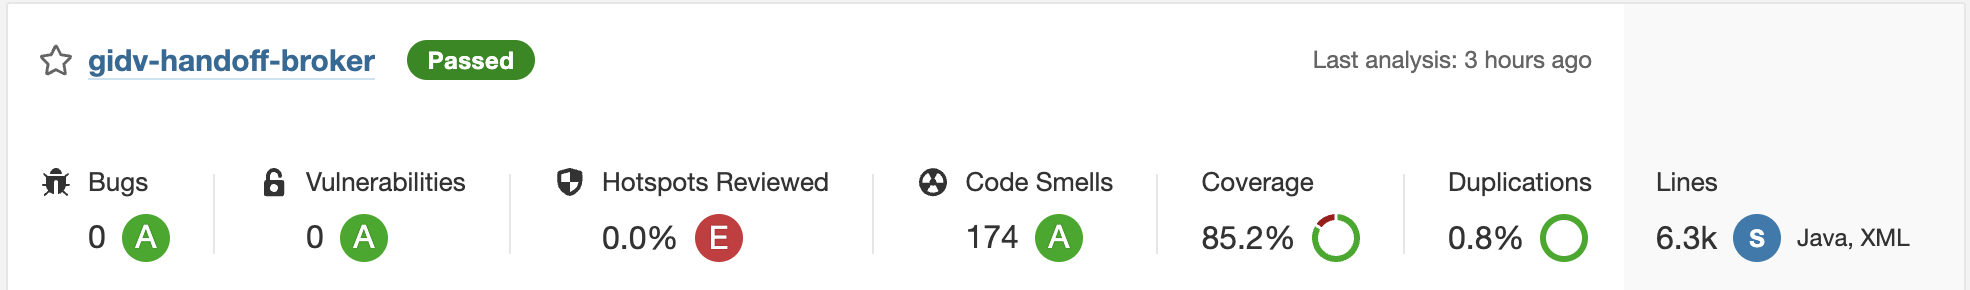 gidv-handoff-broker Passed Last analysis: 3 hours ago
Bugs Vulnerabilities Hotspots Reviewed Code Smells Coverage Duplications Lines
0 A 0 A 0.0% E 174 A 85.2% 0.8% 6.3k S Java, XML